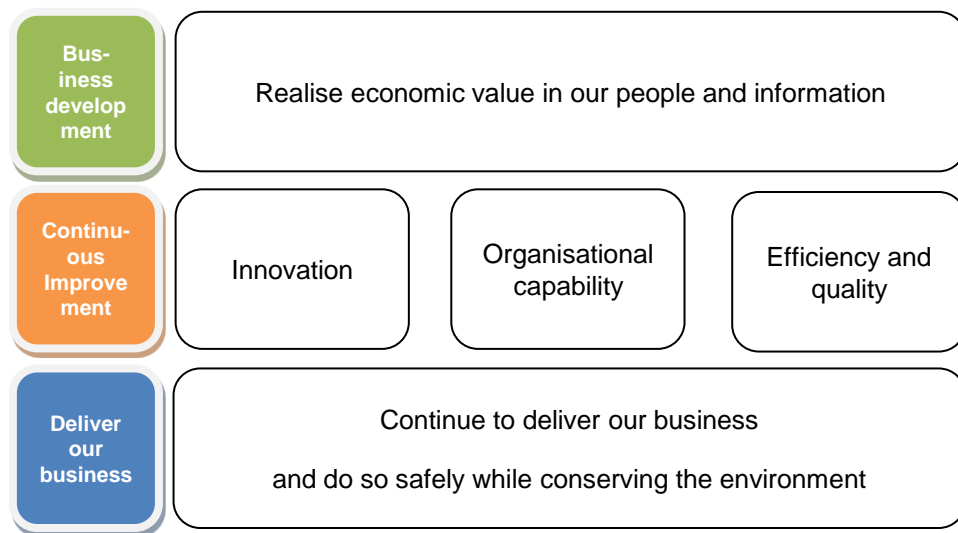 Bus-
iness
develop
ment
Realise economic value in our people and information
Continu-
ous
Improve
ment
Innovation
Organisational
capability
Efficiency and
quality
Deliver
our
business
Continue to deliver our business
and do so safely while conserving the environment